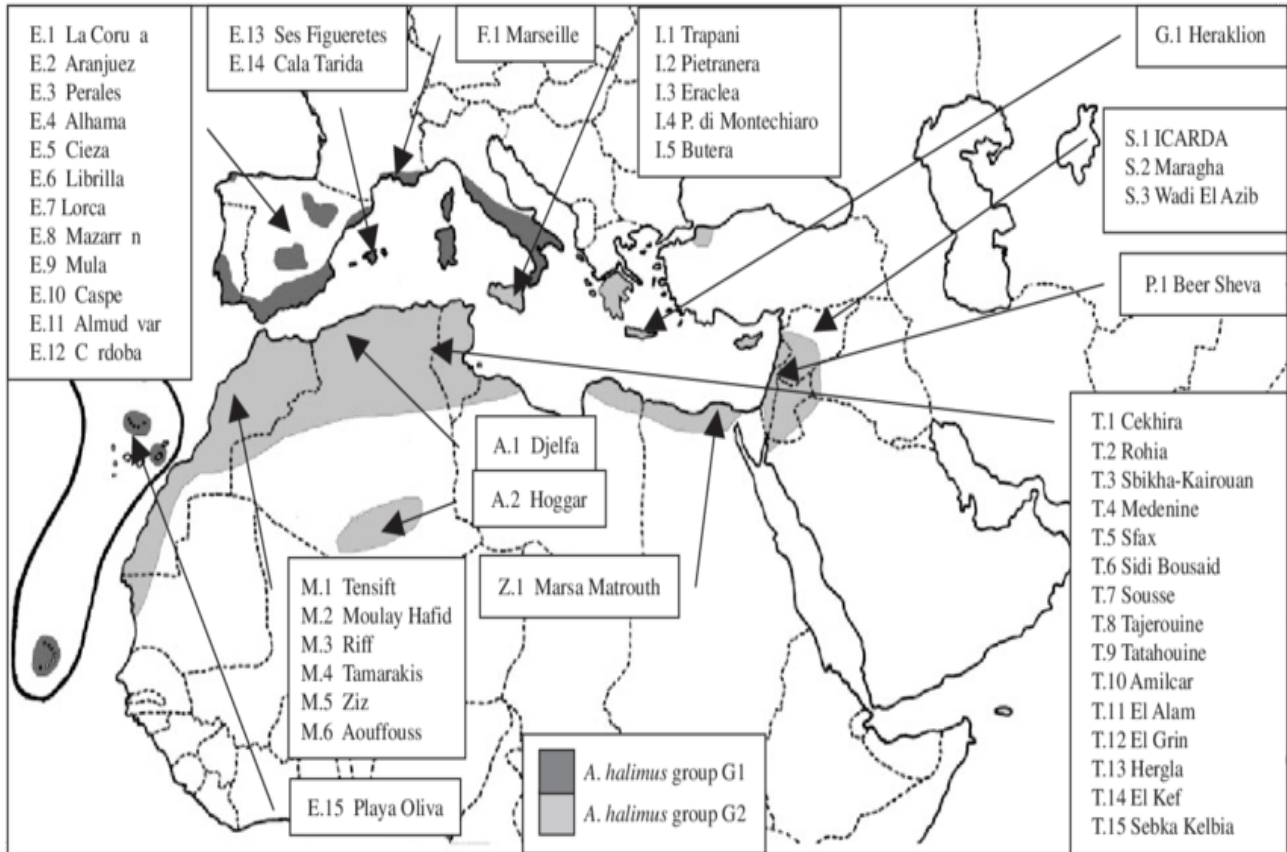 E.1 La Coru a
E.2 Aranjuez
E.3 Perales
E.4 Alhama
E.5 Cieza
E.6 Librilla
E.7 Lorca
E.8 Mazarr n
E.9 Mula
E.10 Caspe
E.11 Almud var
E.12 C rdoba
E.13 Ses Figueretes
E.14 Cala Tarida
F.1 Marseille
I.1 Trapani
I.2 Pietranera
I.3 Eraclea
I.4 P. di Montechiaro
I.5 Butera
G.1 Heraklion
S.1 ICARDA
S.2 Maragha
S.3 Wadi El Azib
P.1 Beer Sheva
T.1 Cekhira
T.2 Rohia
T.3 Sbikha-Kairouan
T.4 Medenine
T.5 Sfax
T.6 Sidi Bousaid
T.7 Sousse
T.8 Tajerouine
T.9 Tatahouine
T.10 Amilcar
T.11 El Alam
T.12 El Grin
T.13 Hergla
T.14 El Kef
T.15 Sebka Kelbia
A.1 Djelfa
A.2 Hoggar
Z.1 Marsa Matrouth
M.1 Tensift
M.2 Moulay Hafid
M.3 Riff
M.4 Tamarakis
M.5 Ziz
M.6 Aouffouss
E.15 Playa Oliva
A. halimus group G1
A. halimus group G2